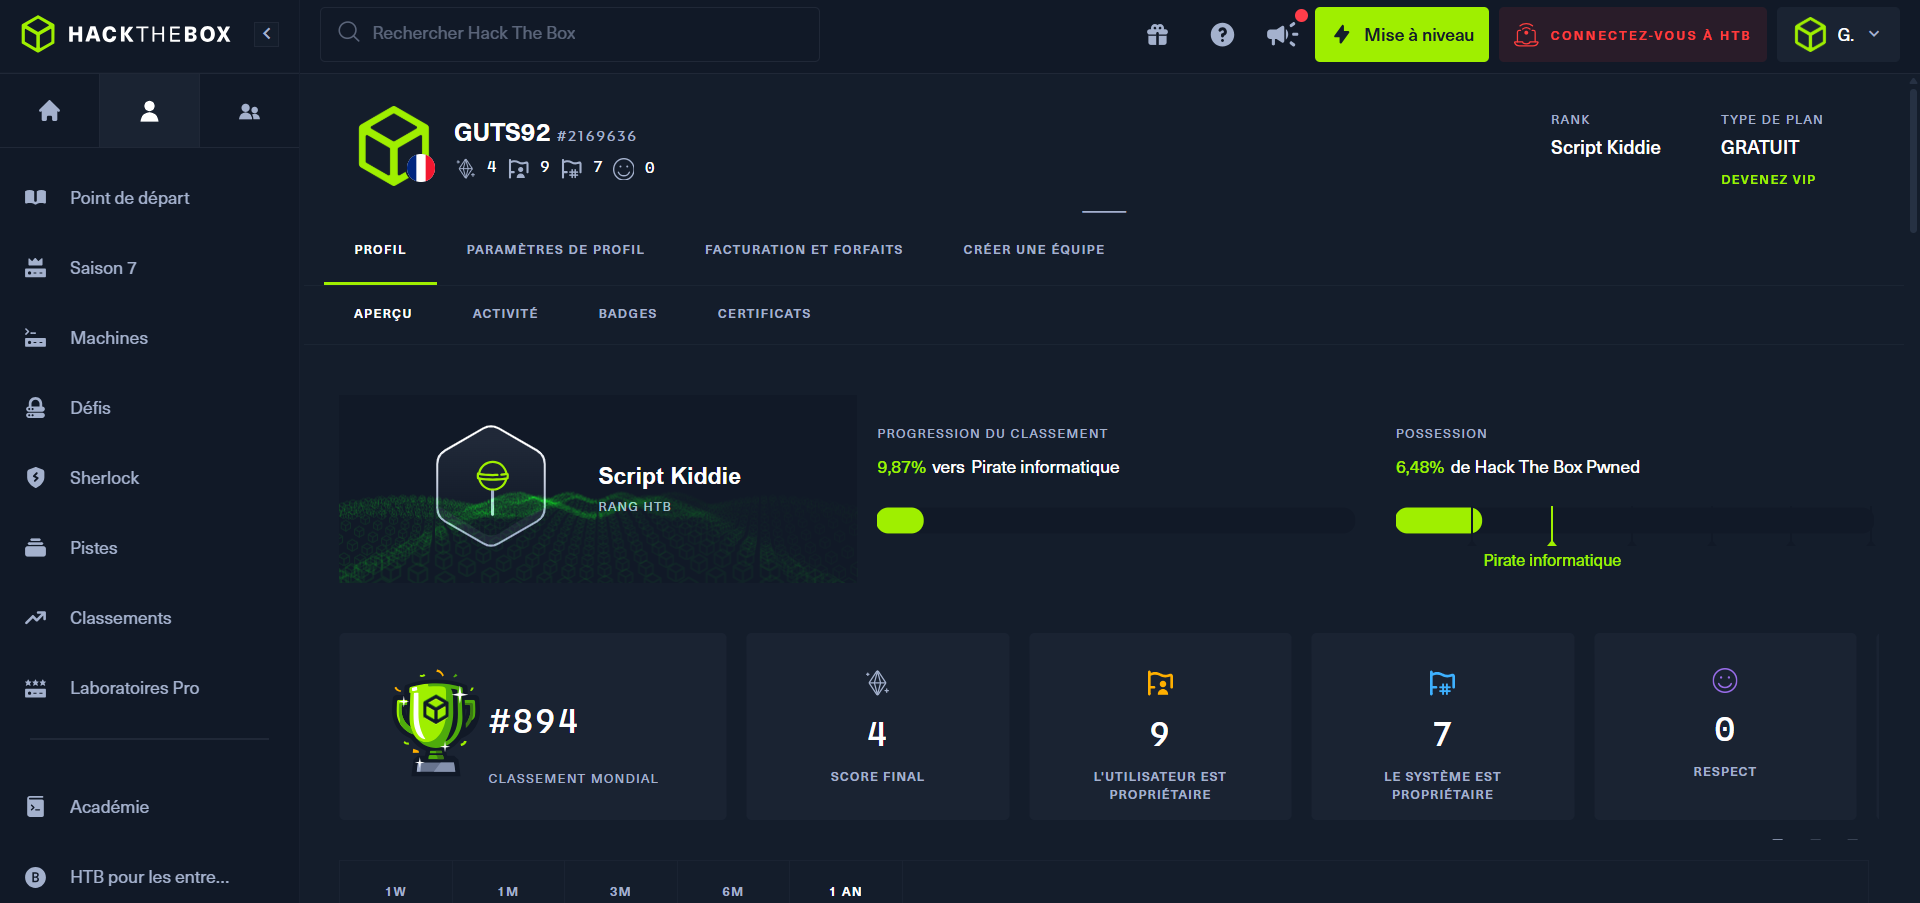 HACKTHEBOX
Rechercher Hack The Box
Mise à niveau
CONNECTEZ-VOUS À HTB
G.
Point de départ
Saison 7
Machines
Défis
Sherlock
Pistes
Classements
Laboratoires Pro
Académie
HTB pour les entre...
GUTS92 #2169636
4 9 7 0
RANK
Script Kiddie
TYPE DE PLAN
GRATUIT
DEVENEZ VIP
PROFIL
PARAMÈTRES DE PROFIL
FACTURATION ET FORFAITS
CRÉER UNE ÉQUIPE
APERÇU
ACTIVITÉ
BADGES
CERTIFICATS
Script Kiddie
RANG HTB
PROGRESSION DU CLASSEMENT
9,87% vers Pirate informatique
POSSESSION
6,48% de Hack The Box Pwned
Pirate informatique
#894
CLASSEMENT MONDIAL
4
SCORE FINAL
9
L'UTILISATEUR EST
PROPRIÉTAIRE
7
LE SYSTÈME EST
PROPRIÉTAIRE
0
RESPECT
1W
1M
3M
6M
1 AN